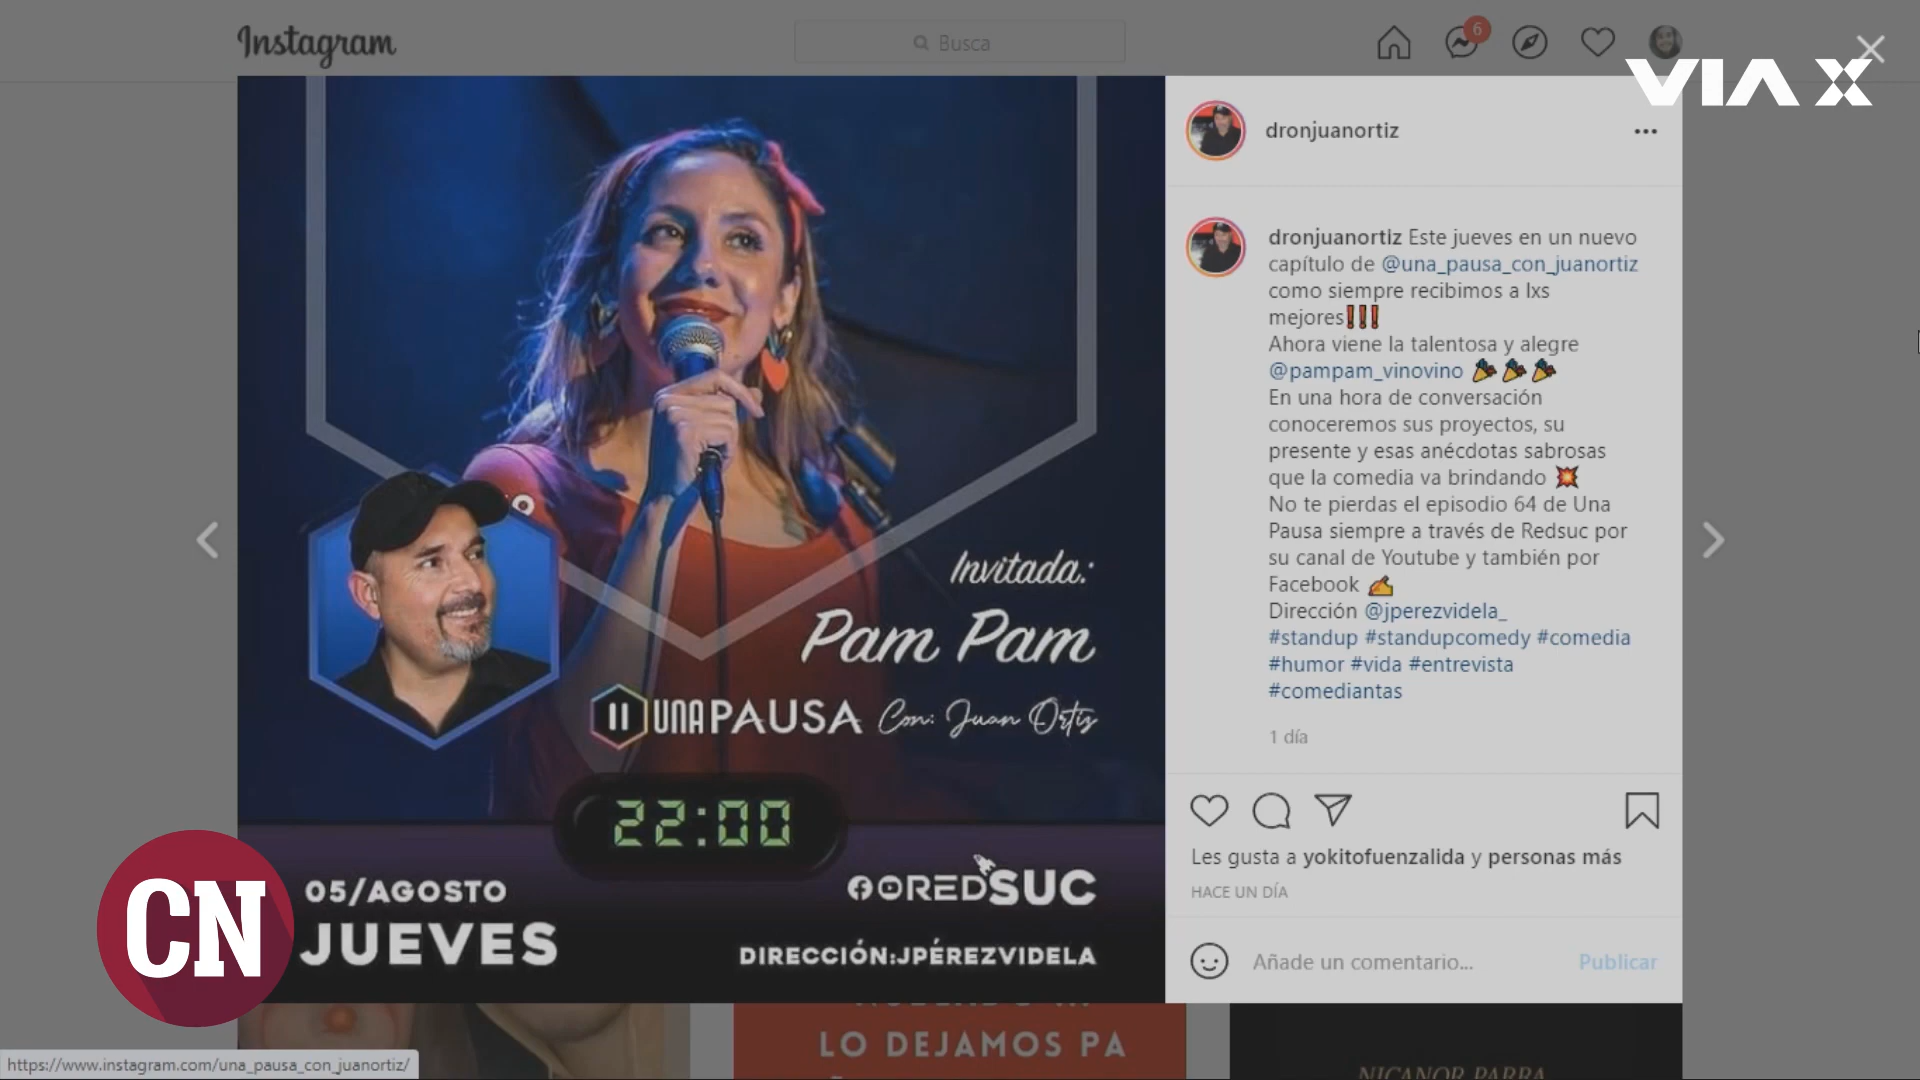 Instagram
Busca
6
VIA X
dronjuanortiz
dronjuanortiz Este jueves en un nuevo
capítulo de @una_pausa_con_juanortiz
como siempre recibimos a lxs
mejores❗❗❗
Ahora viene la talentosa y alegre
@pampam_vinovino 🎉🎉🎉
En una hora de conversación
conoceremos sus proyectos, su
presente y esas anécdotas sabrosas
que la comedia va brindando 💥
No te pierdas el episodio 64 de Una
Pausa siempre a través de Redsuc por
su canal de Youtube y también por
Facebook ✍
Dirección @jperezvidela_
#standup #standupcomedy #comedia
#humor #vida #entrevista
#comediantas
1 día
Les gusta a yokitofuenzalida y personas más
HACE UN DÍA
Añade un comentario... Publicar
Invitada:
Pam Pam
UNA PAUSA Con: Juan Ortiz
22:00
05/AGOSTO
JUEVES
REDSUC
DIRECCIÓN:JPÉREZVIDELA
CN
LO DEJAMOS PA
NICANOR PARRA
https://www.instagram.com/una_pausa_con_juanortiz/